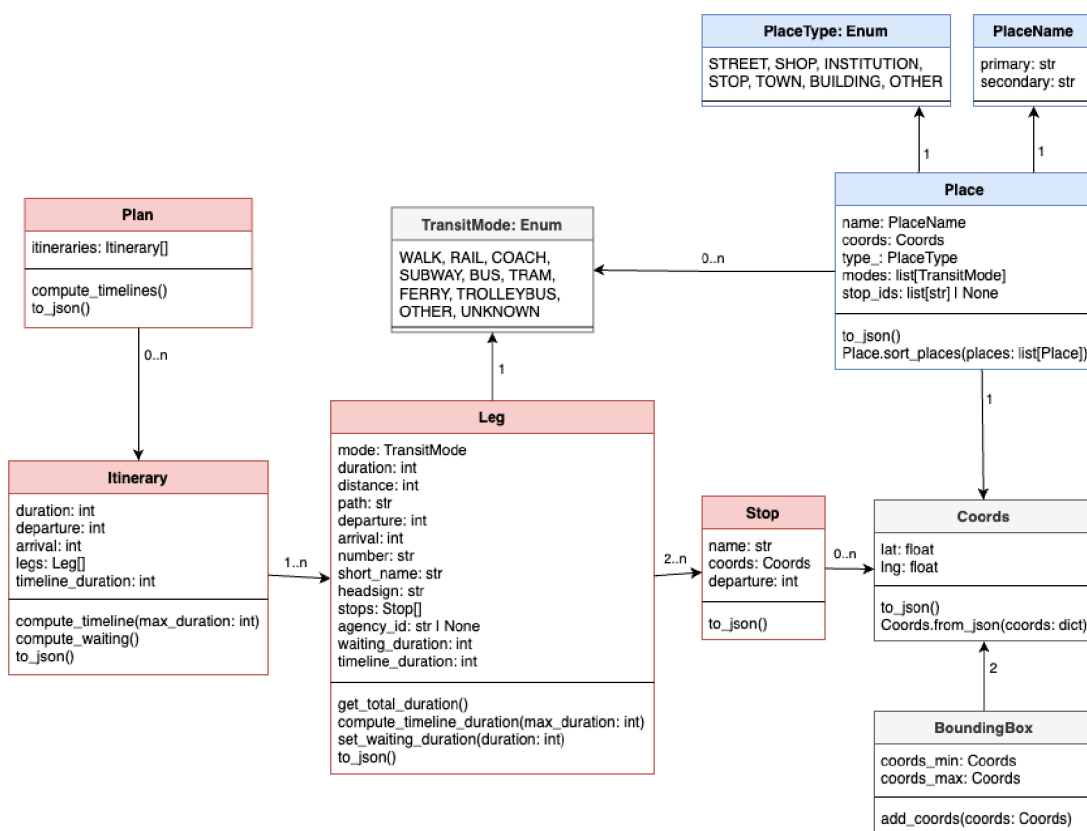 PlaceType: Enum
STREET, SHOP, INSTITUTION,
STOP, TOWN, BUILDING, OTHER
PlaceName
primary: str
secondary: str
1
1
Place
name: PlaceName
coords: Coords
type_: PlaceType
modes: list[TransitMode]
stop_ids: list[str] | None
to_json()
Place.sort_places(places: list[Place])
Plan
itineraries: Itinerary[]
compute_timelines()
to_json()
TransitMode: Enum
WALK, RAIL, COACH,
SUBWAY, BUS, TRAM,
FERRY, TROLLEYBUS,
OTHER, UNKNOWN
0..n
0..n
1
1
Itinerary
duration: int
departure: int
arrival: int
legs: Leg[]
timeline_duration: int
compute_timeline(max_duration: int)
compute_waiting()
to_json()
1..n
Leg
mode: TransitMode
duration: int
distance: int
path: str
departure: int
arrival: int
number: str
short_name: str
headsign: str
stops: Stop[]
agency_id: str | None
waiting_duration: int
timeline_duration: int
get_total_duration()
compute_timeline_duration(max_duration: int)
set_waiting_duration(duration: int)
to_json()
2..n
Stop
name: str
coords: Coords
departure: int
to_json()
0..n
Coords
lat: float
lng: float
to_json()
Coords.from_json(coords: dict)
2
BoundingBox
coords_min: Coords
coords_max: Coords
add_coords(coords: Coords)